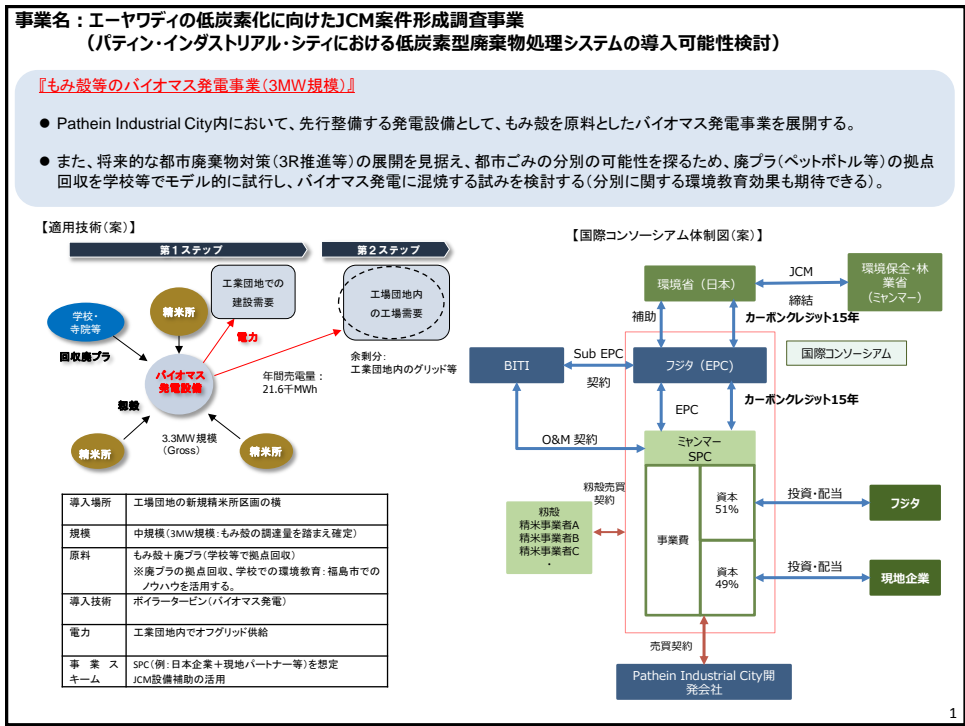 事業名：エーヤワディの低炭素化に向けたJCM案件形成調査事業
（パティン・インダストリアル・シティにおける低炭素型廃棄物処理システムの導入可能性検討）
『もみ殻等のバイオマス発電事業（3MW規模）』
● Pathein Industrial City内において、先行整備する発電設備として、もみ殻を原料としたバイオマス発電事業を展開する。
● また、将来的な都市廃棄物対策（3R推進等）の展開を見据え、都市ごみの分別の可能性を探るため、廃プラ（ペットボトル等）の拠点
回収を学校等でモデル的に試行し、バイオマス発電に混焼する試みを検討する（分別に関する環境教育効果も期待できる）。
【適用技術（案）】
第１ステップ
第２ステップ
工業団地での
建設需要
工場団地内
の工場需要
学校・
寺院等
精米所
電力
回収廃プラ
バイオマス
発電設備
年間売電量：
21.6千MWh
余剰分：
工業団地内のグリッド等
籾殻
3.3MW規模
（Gross）
精米所
精米所
導入場所
工場団地の新規精米所区画の横
規模
中規模（3MW規模：もみ殻の調達量を踏まえ確定）
原料
もみ殻＋廃プラ（学校等で拠点回収）
※廃プラの拠点回収、学校での環境教育：福島市での
ノウハウを活用する。
導入技術
ボイラータービン（バイオマス発電）
電力
工業団地内でオフグリッド供給
事業ス
キーム
SPC（例：日本企業＋現地パートナー等）を想定
JCM設備補助の活用
【国際コンソーシアム体制図（案）】
環境省（日本）
JCM
締結
環境保全・林
業省
（ミャンマー）
補助
カーボンクレジット15年
国際コンソーシアム
BITI
Sub EPC
契約
フジタ（EPC）
EPC
カーボンクレジット15年
O&M 契約
ミャンマー
SPC
籾殻売買
契約
籾殻
精米事業者A
精米事業者B
精米事業者C
・
事業費
資本
51%
投資・配当
フジタ
資本
49%
投資・配当
現地企業
売買契約
Pathein Industrial City開
発会社
1